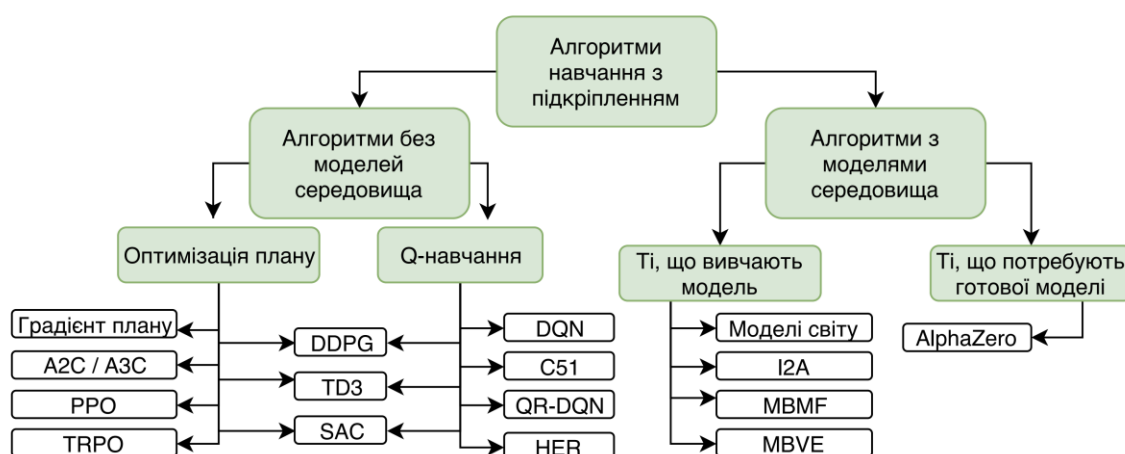 Алгоритми
навчання з
підкріпленням
Алгоритми без
моделей
середовища
Алгоритми з
моделями
середовища
Оптимізація плану
Q-навчання
Ті, що вивчають
модель
Ті, що потребують
готової моделі
Градієнт плану
A2C / A3C
PPO
TRPO
DDPG
TD3
SAC
DQN
C51
QR-DQN
HER
Моделі світу
I2A
MBMF
MBVE
AlphaZero